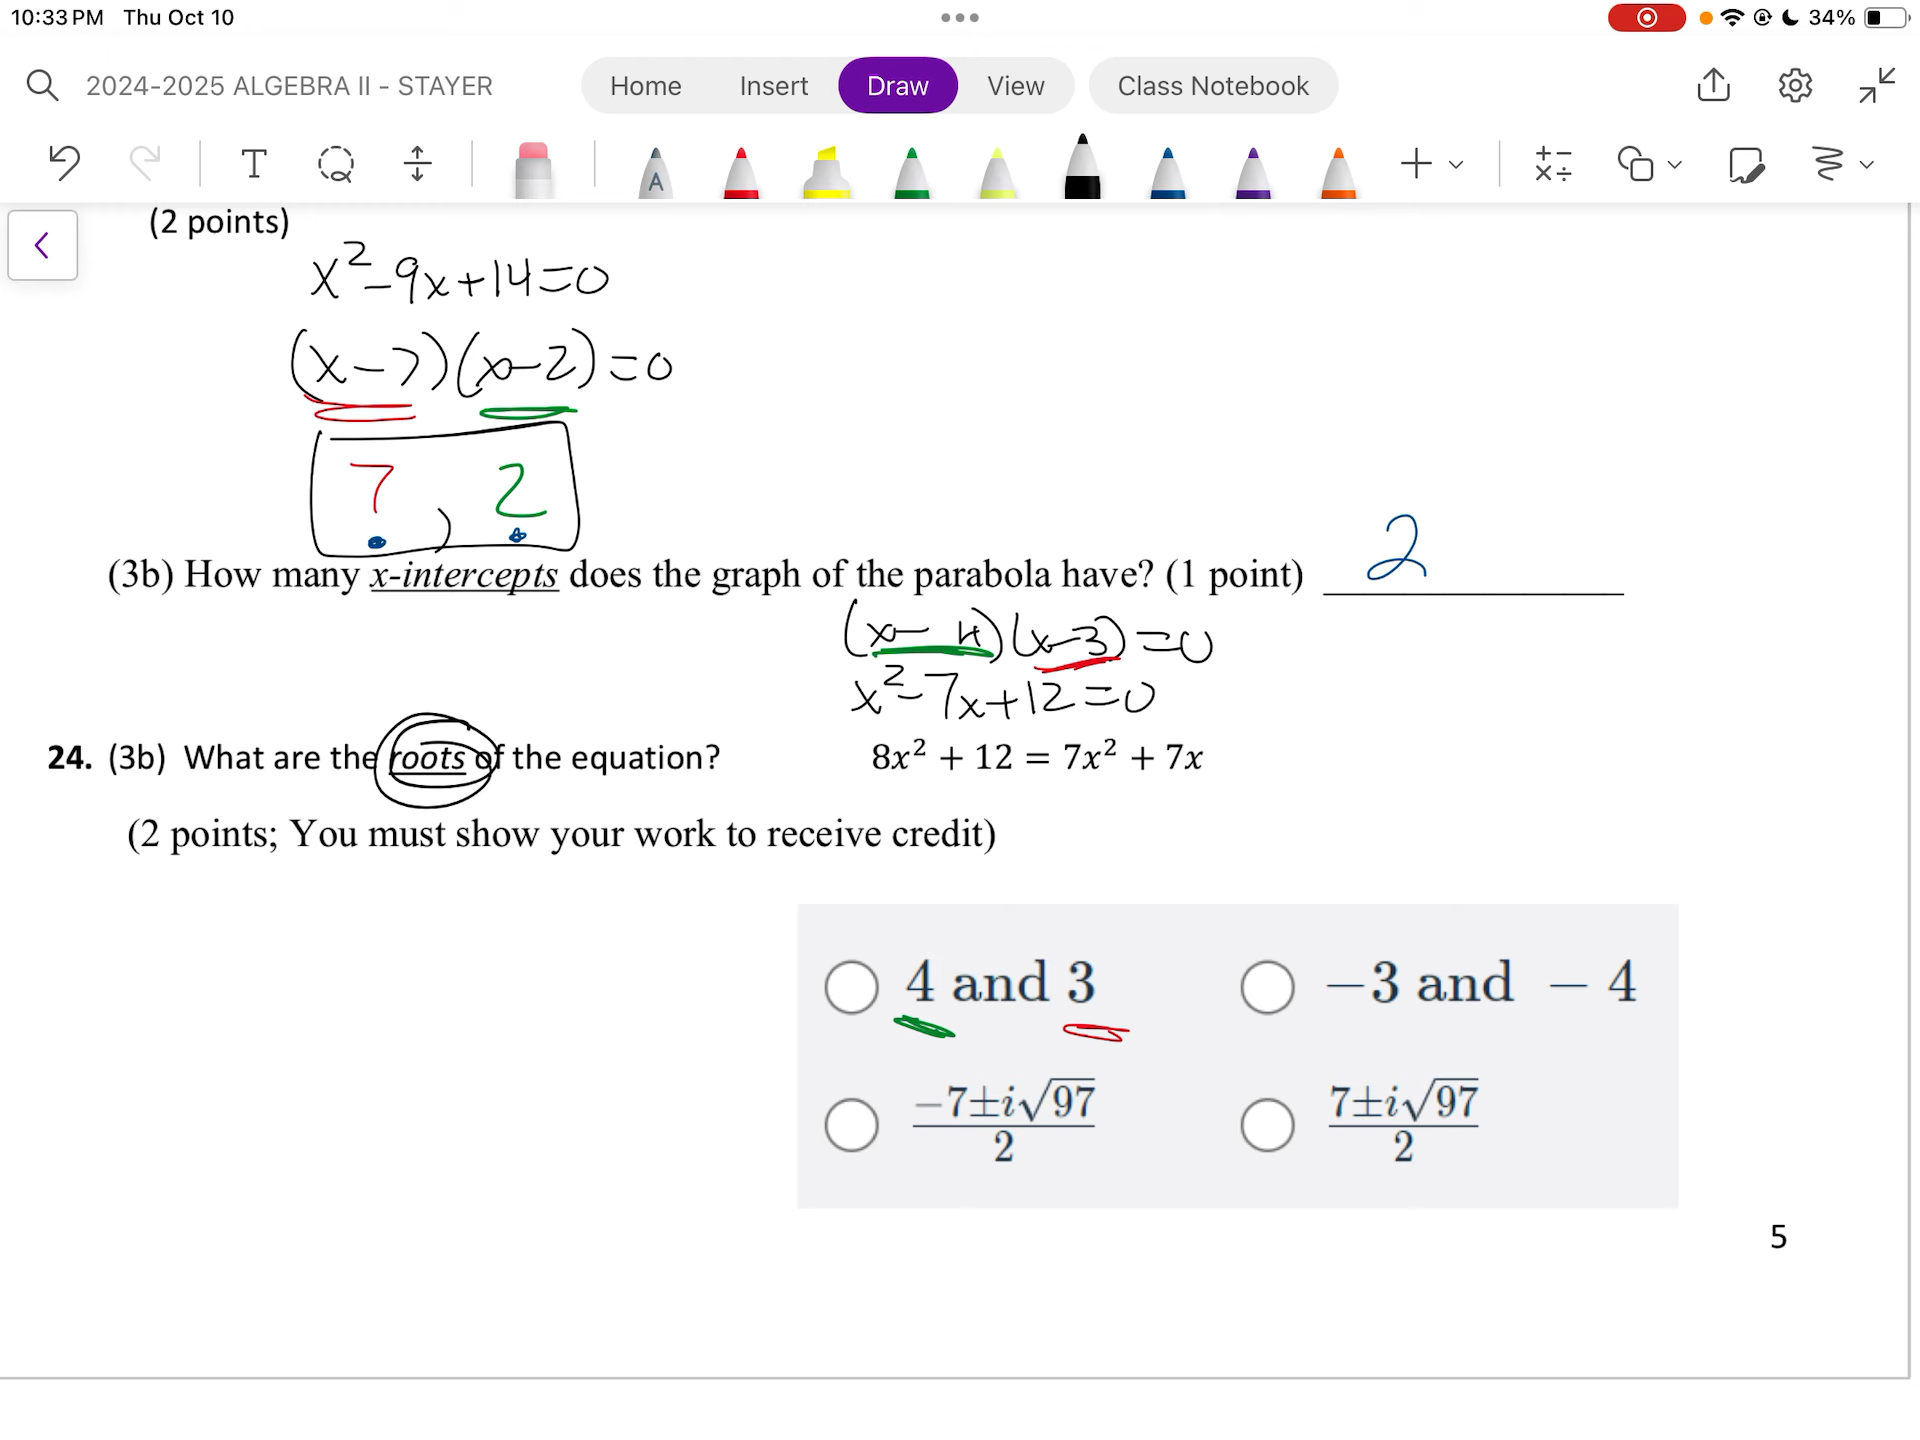 10:33 PM Thu Oct 10 34%
2024-2025 ALGEBRA II - STAYER Home Insert Draw View Class Notebook
T A
(2 points)
x²-9x+14=0
(x-7)(x-2)=0
7, 2
(3b) How many x-intercepts does the graph of the parabola have? (1 point) 2
(x-4)(x-3)=0
x²-7x+12=0
24. (3b) What are the roots of the equation? 8x² + 12 = 7x² + 7x
(2 points; You must show your work to receive credit)
4 and 3 −3 and − 4
(−7±i√97)/2 (7±i√97)/2
5